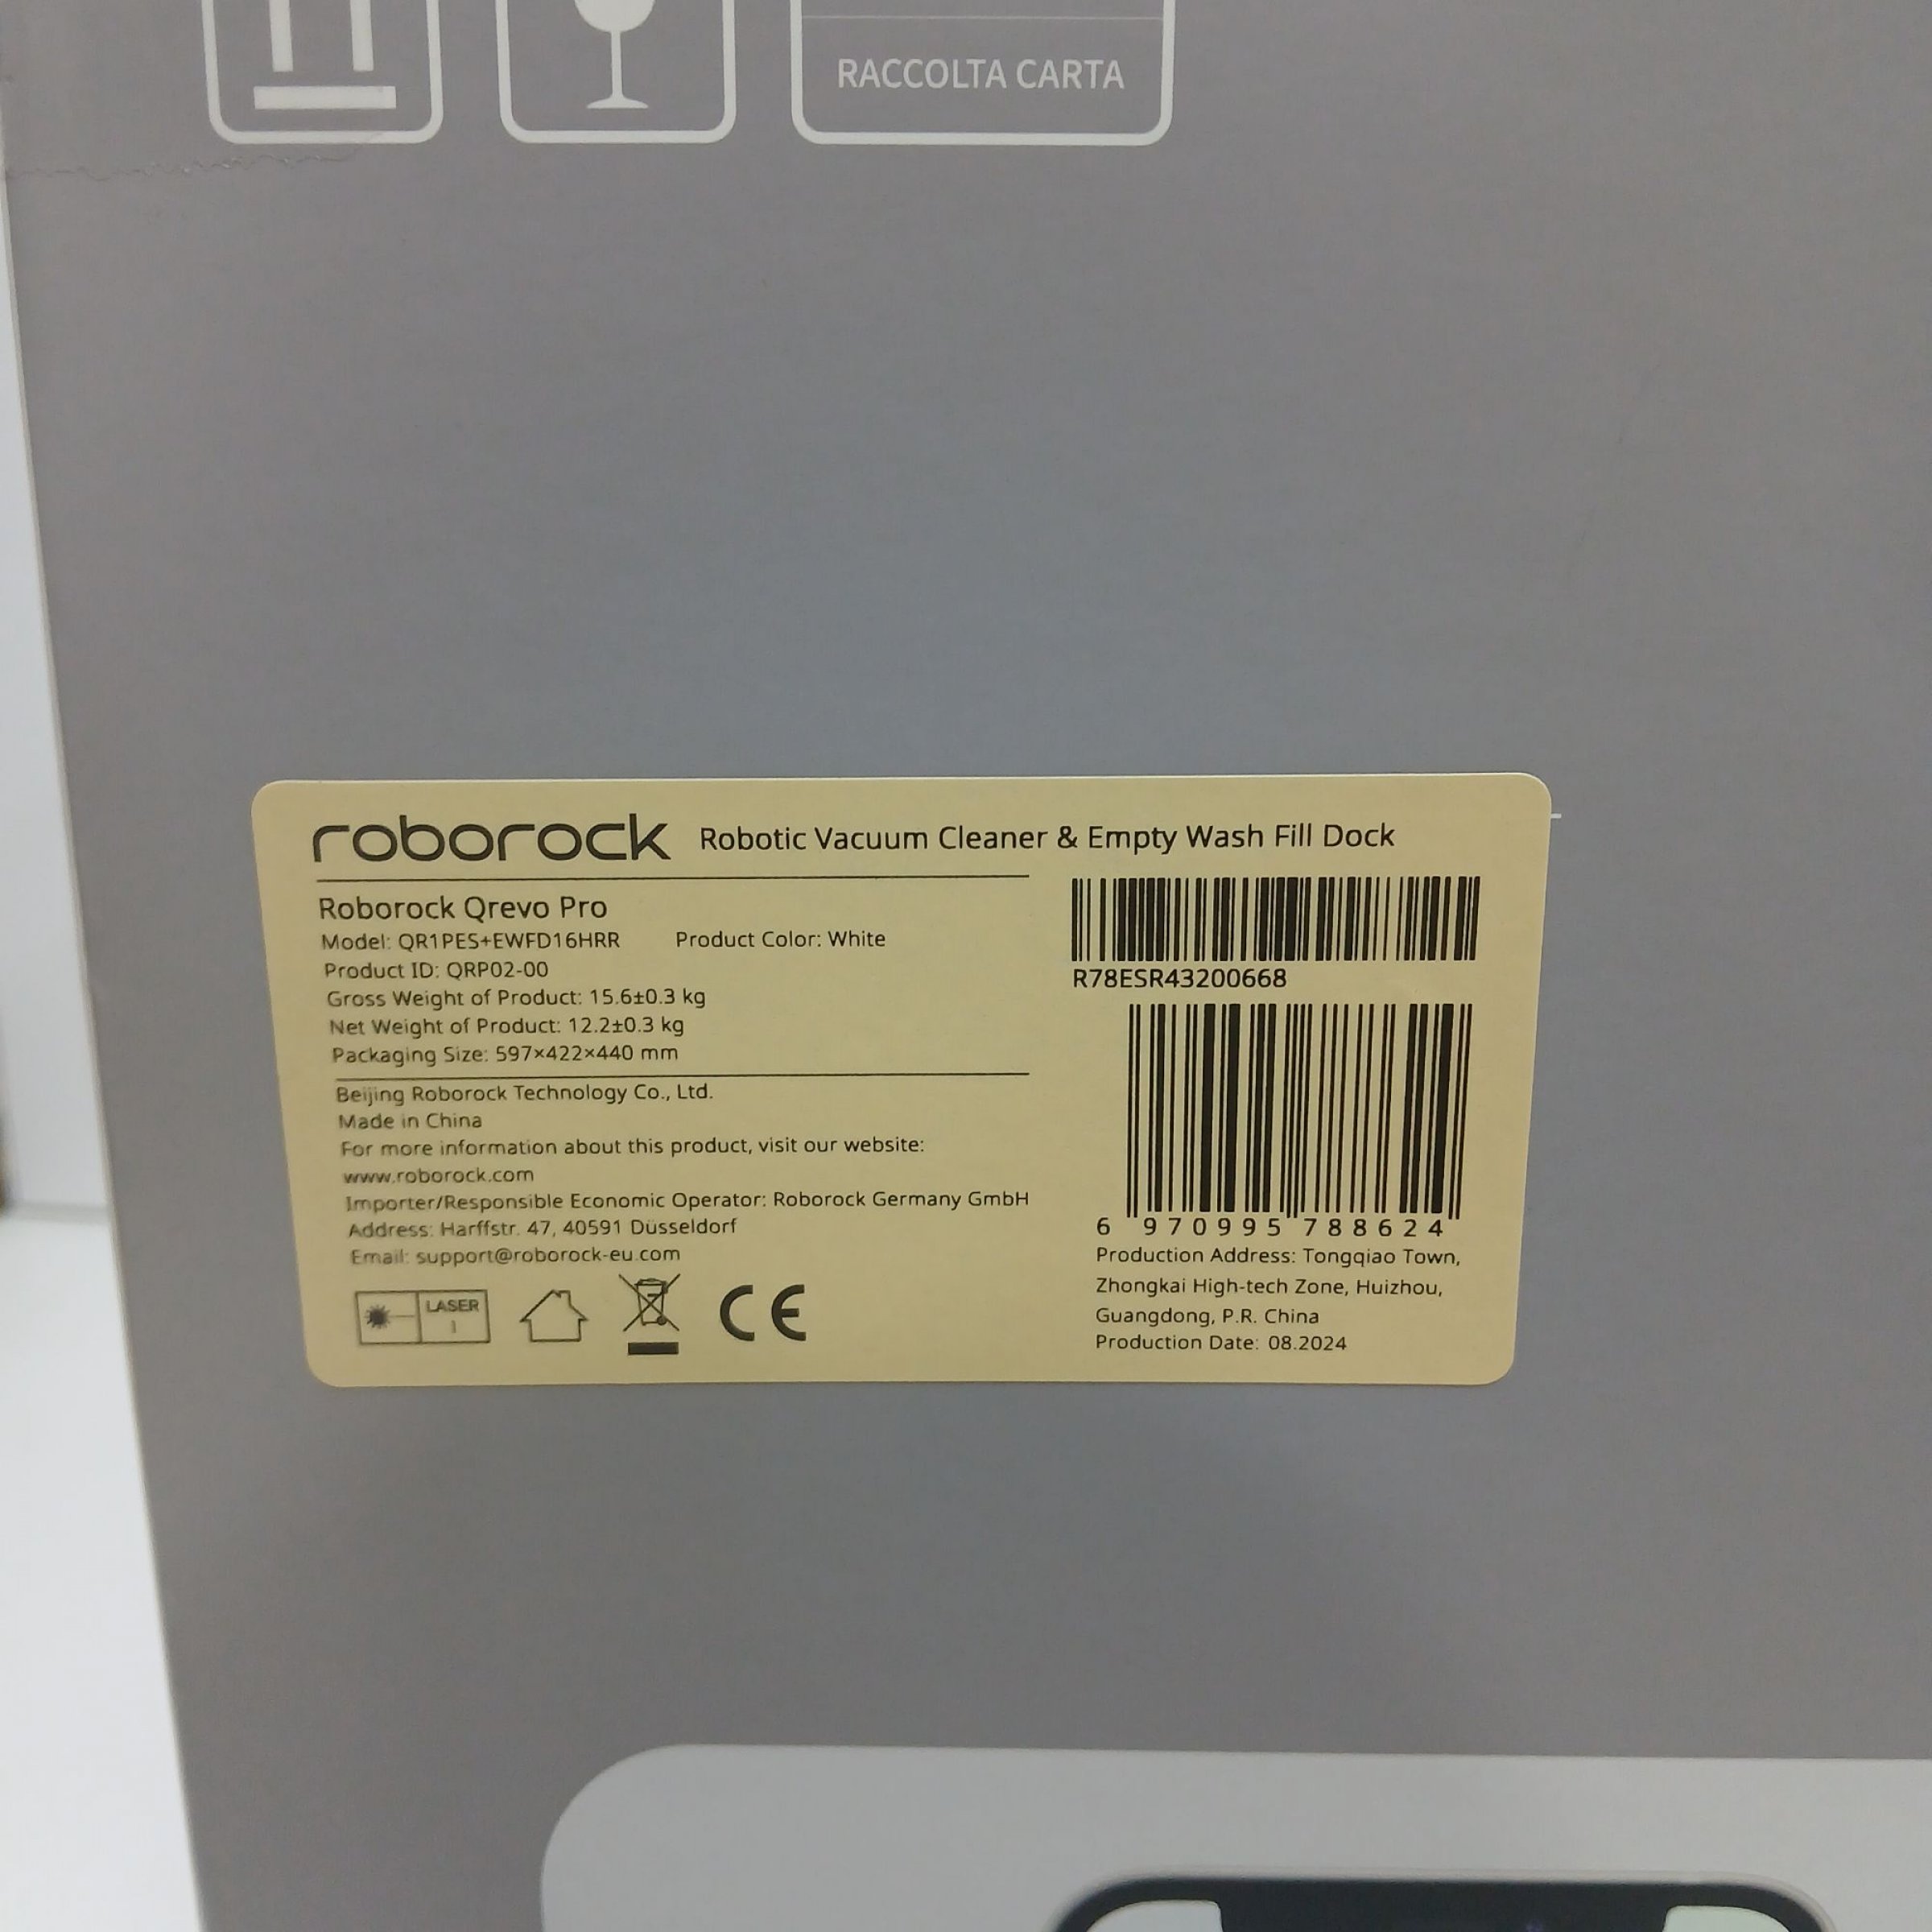 RACCOLTA CARTA
roborock Robotic Vacuum Cleaner & Empty Wash Fill Dock
Roborock Qrevo Pro
Model: QR1PES+EWFD16HRR Product Color: White
Product ID: QRP02-00
Gross Weight of Product: 15.6±0.3 kg
Net Weight of Product: 12.2±0.3 kg
Packaging Size: 597×422×440 mm
Beijing Roborock Technology Co., Ltd.
Made in China
For more information about this product, visit our website:
www.roborock.com
Importer/Responsible Economic Operator: Roborock Germany GmbH
Address: Harffstr. 47, 40591 Düsseldorf
Email: support@roborock-eu.com
LASER
1
CE
R78ESR43200668
6 970995 788624
Production Address: Tongqiao Town,
Zhongkai High-tech Zone, Huizhou,
Guangdong, P.R. China
Production Date: 08.2024